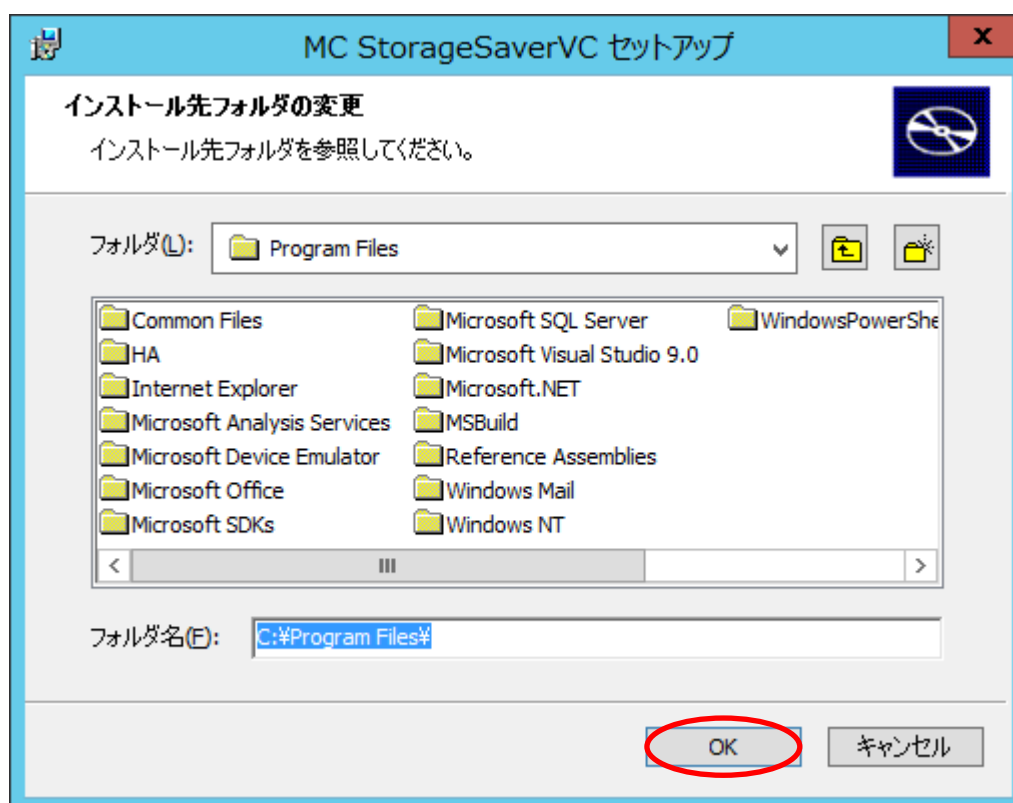 MC StorageSaverVC セットアップ
x
インストール先フォルダの変更
インストール先フォルダを参照してください。
フォルダ(L): Program Files
Common Files Microsoft SQL Server WindowsPowerShe
HA Microsoft Visual Studio 9.0
Internet Explorer Microsoft.NET
Microsoft Analysis Services MSBuild
Microsoft Device Emulator Reference Assemblies
Microsoft Office Windows Mail
Microsoft SDKs Windows NT
フォルダ名(F): C:¥Program Files¥
OK キャンセル